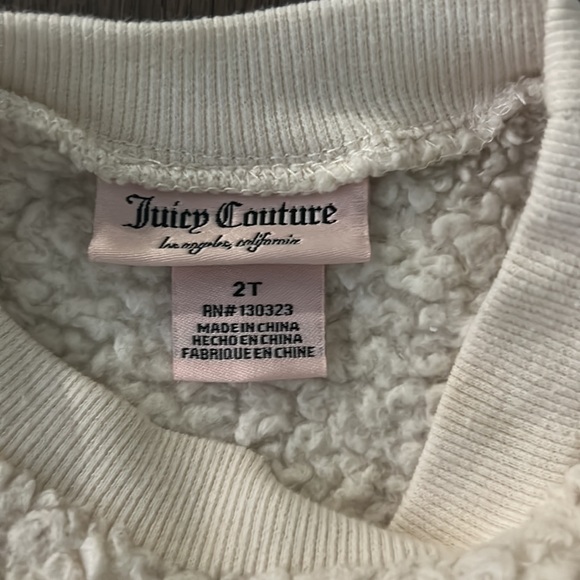 Juicy Couture
los angeles, california
2T
RN# 130323
MADE IN CHINA
HECHO EN CHINA
FABRIQUE EN CHINE